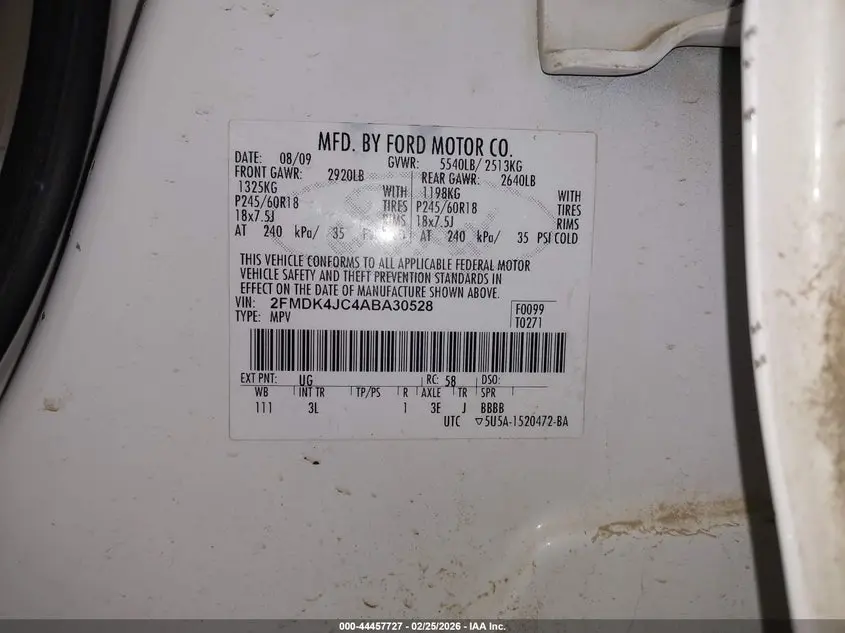 MFD. BY FORD MOTOR CO.
DATE: 08/09 GVWR: 5540LB/ 2513KG
FRONT GAWR: 2920LB REAR GAWR: 2640LB
1325KG WITH 1198KG WITH
P245/60R18 TIRES P245/60R18 TIRES
18x7.5J RIMS 18x7.5J RIMS
AT 240 kPa/ 35 AT 240 kPa/ 35 PSI COLD
THIS VEHICLE CONFORMS TO ALL APPLICABLE FEDERAL MOTOR
VEHICLE SAFETY AND THEFT PREVENTION STANDARDS IN
EFFECT ON THE DATE OF MANUFACTURE SHOWN ABOVE.
VIN: 2FMDK4JC4ABA30528 F0099
TYPE: MPV T0271
EXT PNT: UG RC: 58 DSO:
WB INT TR TP/PS R AXLE TR SPR
111 3L 1 3E J BBBB
UTC ▽5U5A-1520472-BA
000-44457727 - 02/25/2026 - IAA Inc.